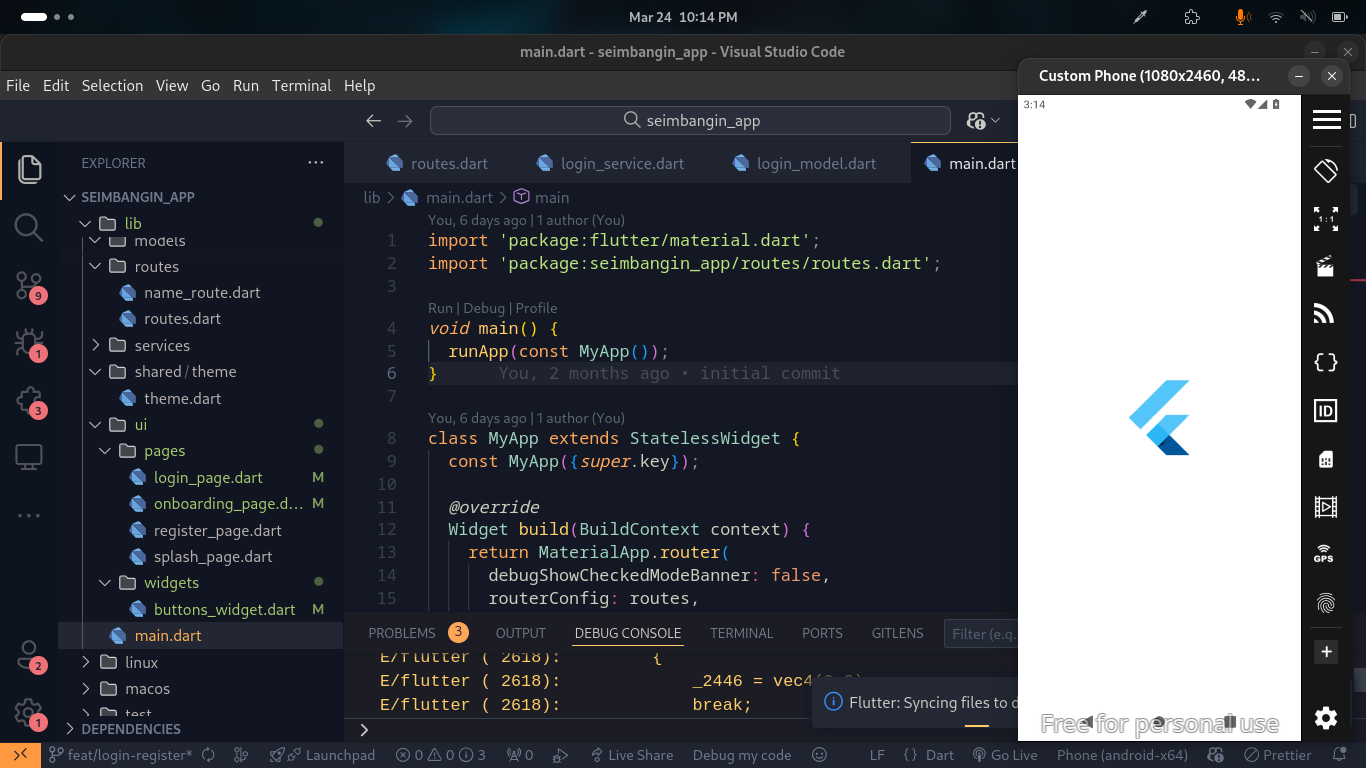 Mar 24 10:14 PM
main.dart - seimbangin_app - Visual Studio Code
File Edit Selection View Go Run Terminal Help
seimbangin_app
EXPLORER
SEIMBANGIN_APP
lib
models
routes
name_route.dart
routes.dart
services
shared/theme
theme.dart
ui
pages
login_page.dart M
onboarding_page.d... M
register_page.dart
splash_page.dart
widgets
buttons_widget.dart M
main.dart
linux
macos
test
DEPENDENCIES
9
1
3
2
1
routes.dart login_service.dart login_model.dart main.dart
lib > main.dart > main
You, 6 days ago | 1 author (You)
1 import 'package:flutter/material.dart';
2 import 'package:seimbangin_app/routes/routes.dart';
3
Run | Debug | Profile
4 void main() {
5 runApp(const MyApp());
6 } You, 2 months ago • initial commit
7
You, 6 days ago | 1 author (You)
8 class MyApp extends StatelessWidget {
9 const MyApp({super.key});
10
11 @override
12 Widget build(BuildContext context) {
13 return MaterialApp.router(
14 debugShowCheckedModeBanner: false,
15 routerConfig: routes,
PROBLEMS 3 OUTPUT DEBUG CONSOLE TERMINAL PORTS GITLENS Filter (e.g.
E/flutter ( 2618): {
E/flutter ( 2618): _2446 = vec4
E/flutter ( 2618): break;
Flutter: Syncing files to d
Custom Phone (1080x2460, 48...
3:14
1:1
ID
GPS
Free for personal use
feat/login-register* Launchpad 0 0 3 0 Live Share Debug my code LF {} Dart Go Live Phone (android-x64) Prettier